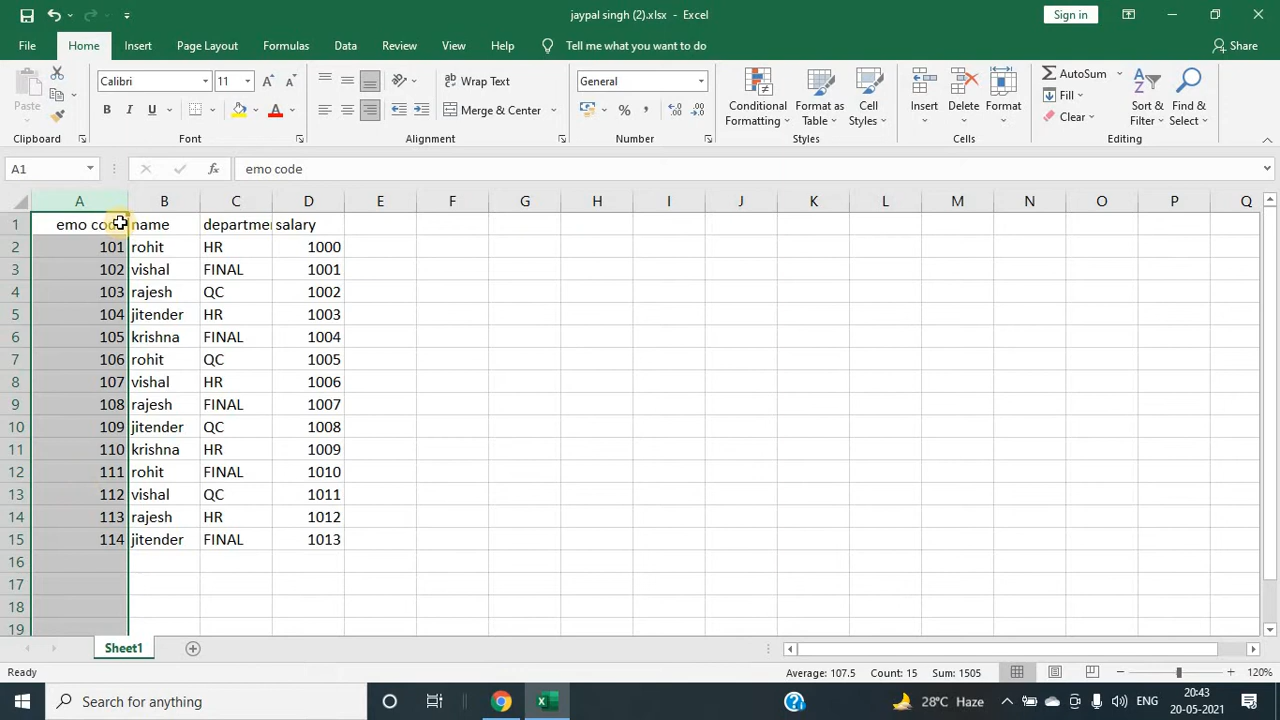 jaypal singh (2).xlsx - Excel
Sign in
File Home Insert Page Layout Formulas Data Review View Help Tell me what you want to do Share
Paste
Calibri 11
B I U
A
Wrap Text
Merge & Center
General
%
Conditional Formatting
Format as Table
Cell Styles
Insert
Delete
Format
AutoSum
Fill
Clear
Sort & Filter
Find & Select
Clipboard Font Alignment Number Styles Cells Editing
A1 fx emo code
A B C D E F G H I J K L M N O P Q
1 emo code name departmen salary
2 101 rohit HR 1000
3 102 vishal FINAL 1001
4 103 rajesh QC 1002
5 104 jitender HR 1003
6 105 krishna FINAL 1004
7 106 rohit QC 1005
8 107 vishal HR 1006
9 108 rajesh FINAL 1007
10 109 jitender QC 1008
11 110 krishna HR 1009
12 111 rohit FINAL 1010
13 112 vishal QC 1011
14 113 rajesh HR 1012
15 114 jitender FINAL 1013
16
17
18
19
Sheet1
Ready Average: 107.5 Count: 15 Sum: 1505 120%
Search for anything
28°C Haze
ENG
20:43
20-05-2021